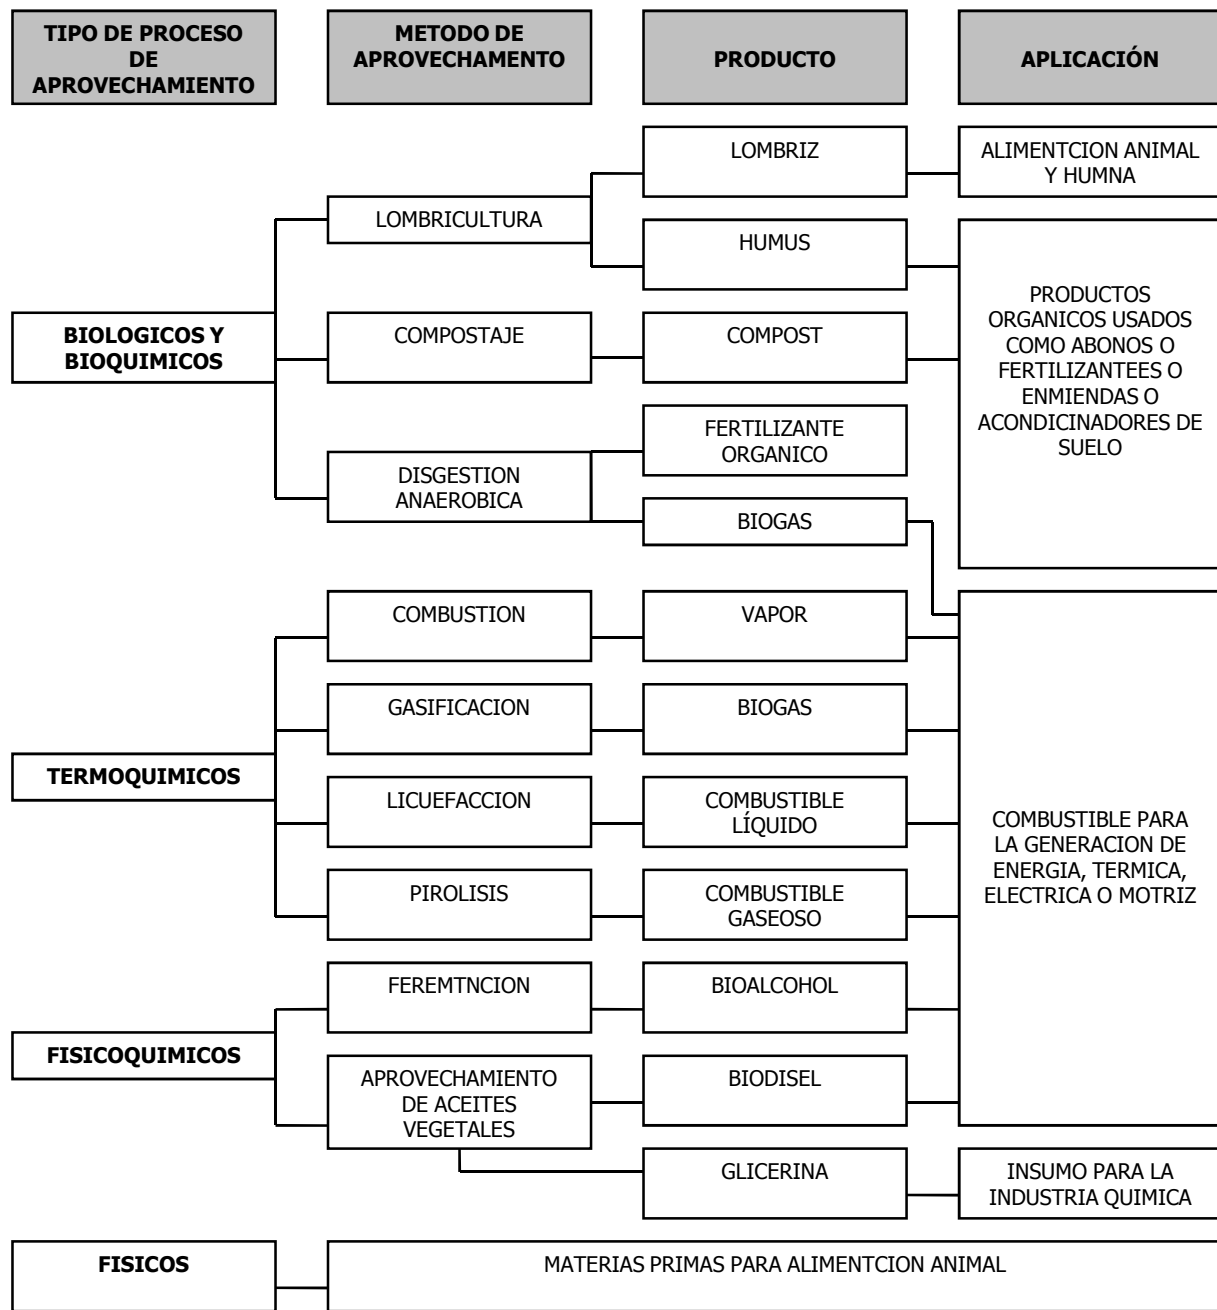 TIPO DE PROCESO
DE
APROVECHAMIENTO
METODO DE
APROVECHAMENTO
PRODUCTO
APLICACIÓN
LOMBRIZ
ALIMENTCION ANIMAL
Y HUMNA
LOMBRICULTURA
HUMUS
PRODUCTOS
ORGANICOS USADOS
COMO ABONOS O
FERTILIZANTEES O
ENMIENDAS O
ACONDICINADORES DE
SUELO
BIOLOGICOS Y
BIOQUIMICOS
COMPOSTAJE
COMPOST
FERTILIZANTE
ORGANICO
DISGESTION
ANAEROBICA
BIOGAS
COMBUSTION
VAPOR
GASIFICACION
BIOGAS
TERMOQUIMICOS
LICUEFACCION
COMBUSTIBLE
LÍQUIDO
COMBUSTIBLE PARA
LA GENERACION DE
ENERGIA, TERMICA,
ELECTRICA O MOTRIZ
PIROLISIS
COMBUSTIBLE
GASEOSO
FEREMTNCION
BIOALCOHOL
FISICOQUIMICOS
APROVECHAMIENTO
DE ACEITES
VEGETALES
BIODISEL
GLICERINA
INSUMO PARA LA
INDUSTRIA QUIMICA
FISICOS
MATERIAS PRIMAS PARA ALIMENTCION ANIMAL